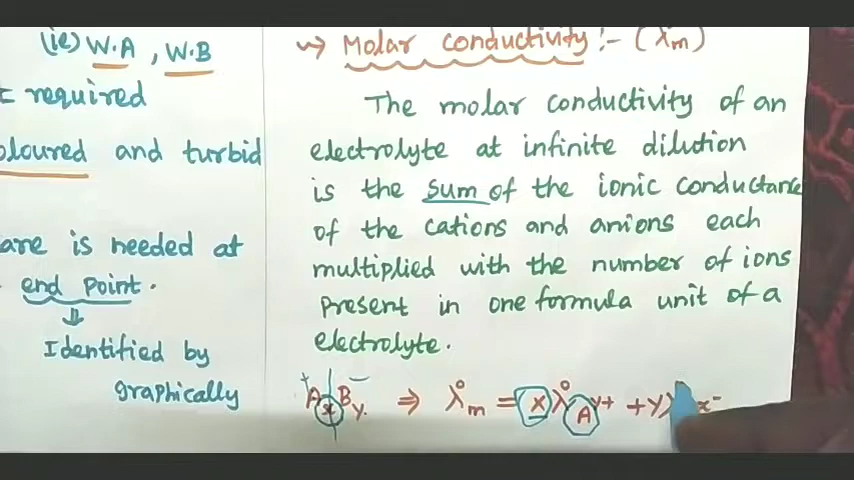 (ie) W.A , W.B
required
oloured and turbid
are is needed at
end point.
⇓
Identified by
graphically
⇝ Molar conductivity :- (λm)
The molar conductivity of an
electrolyte at infinite dilution
is the sum of the ionic conductance
of the cations and anions each
multiplied with the number of ions
present in one formula unit of a
electrolyte.
+ −
AxBy. ⇒ λ°m = x λ°A y+ + yλ x−